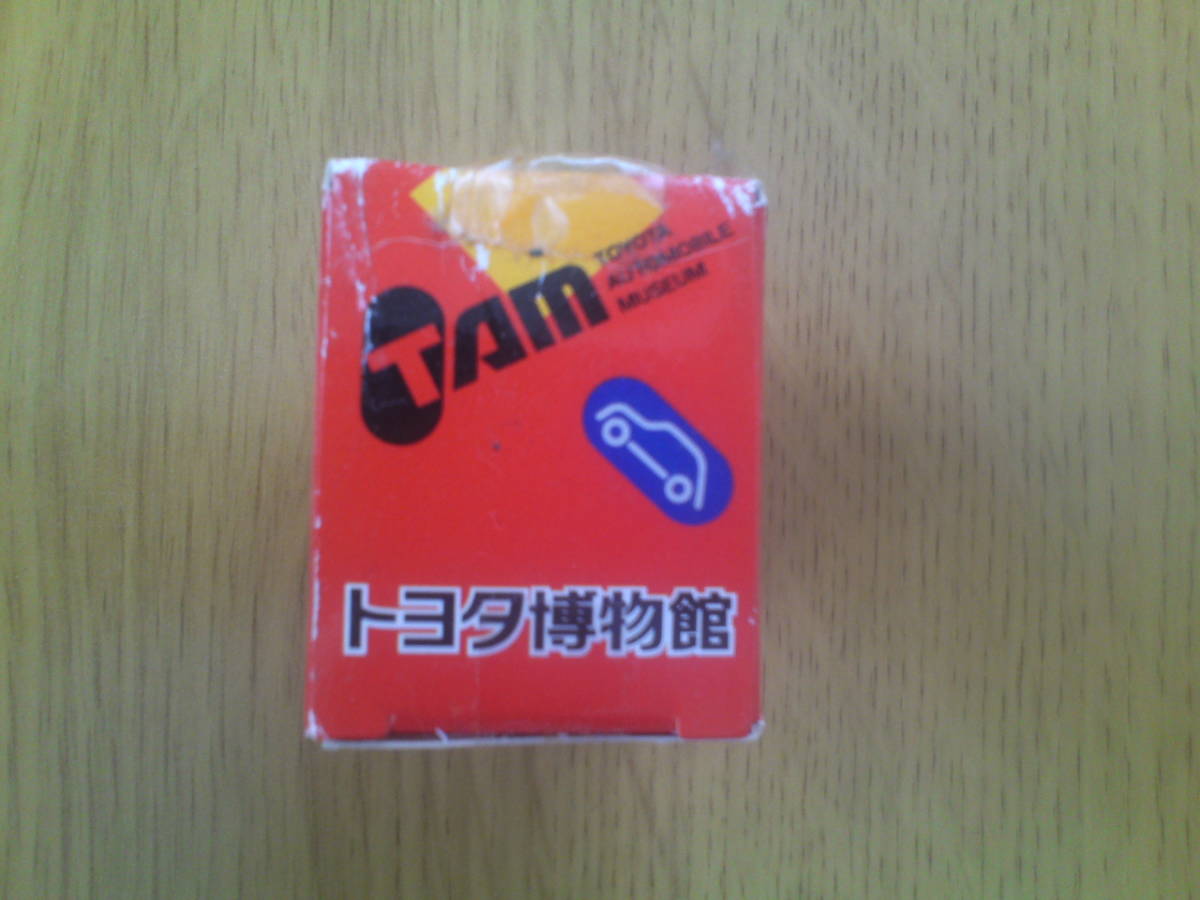 TAM
TOYOTA
AUTOMOBILE
MUSEUM
トヨタ博物館